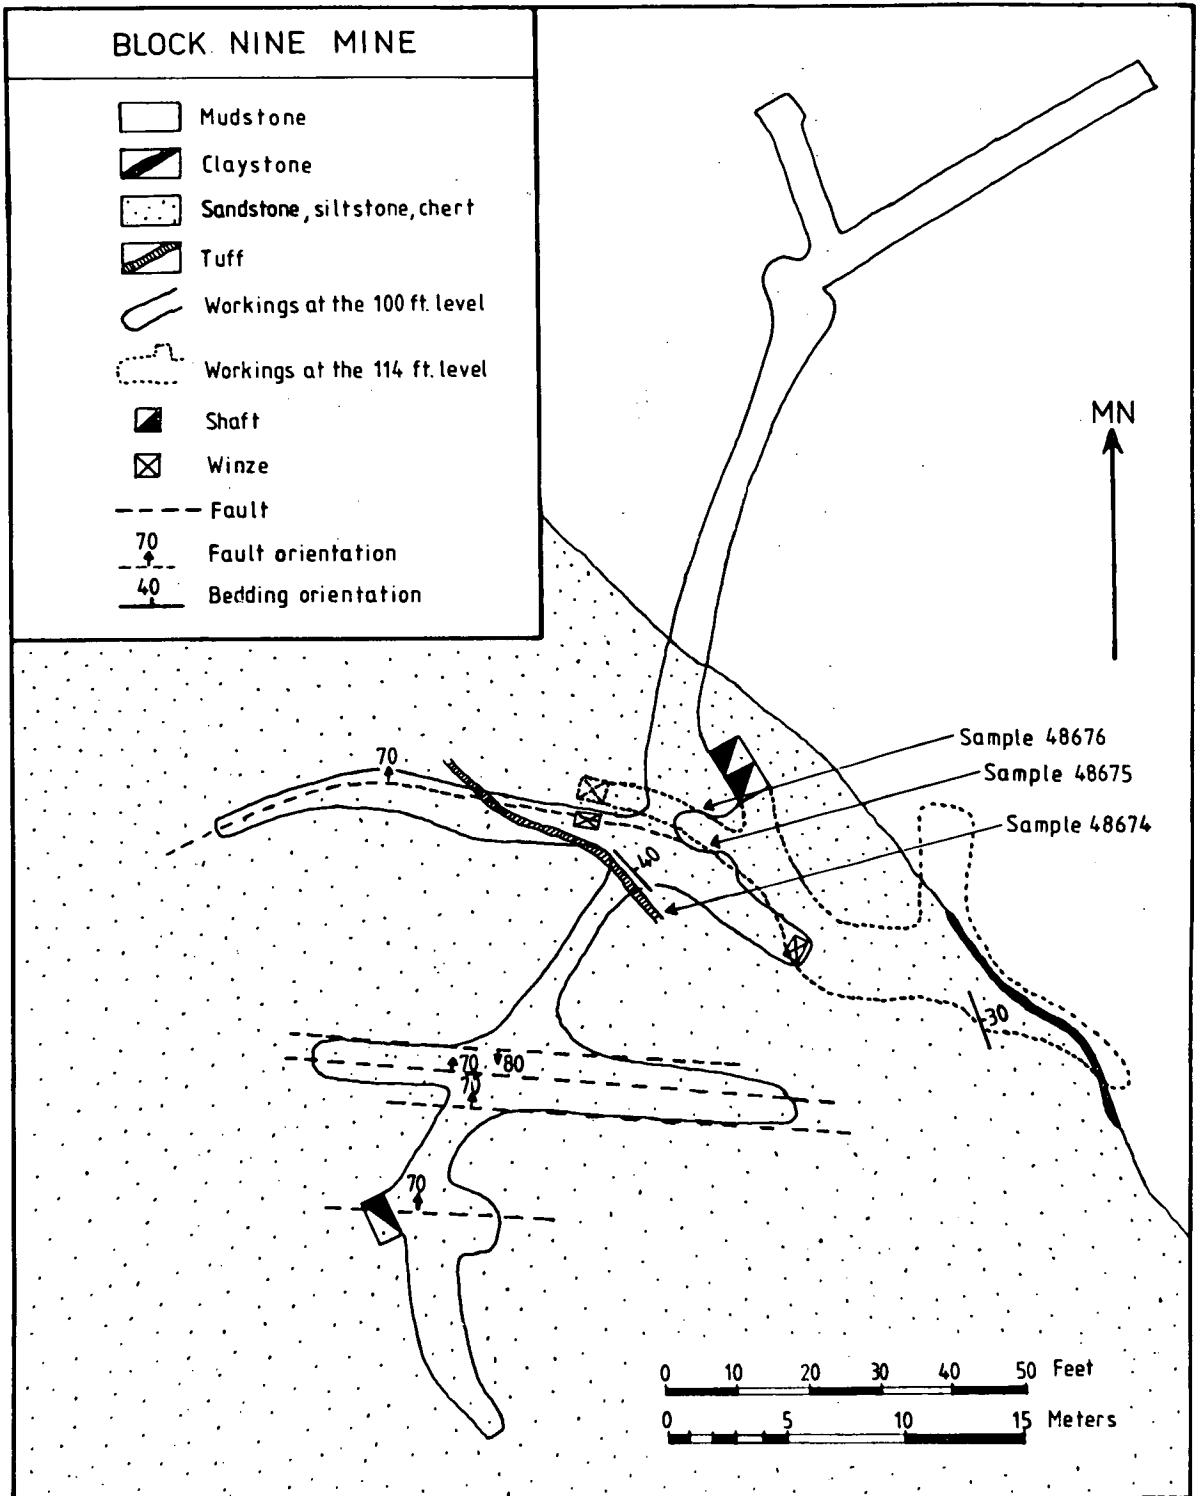 BLOCK NINE MINE
Mudstone
Claystone
Sandstone, siltstone, chert
Tuff
Workings at the 100 ft. level
Workings at the 114 ft. level
Shaft
Winze
Fault
70
Fault orientation
40
Bedding orientation
MN
Sample 48676
70
Sample 48675
Sample 48674
40
30
70
80
70
70
0 10 20 30 40 50 Feet
0 5 10 15 Meters